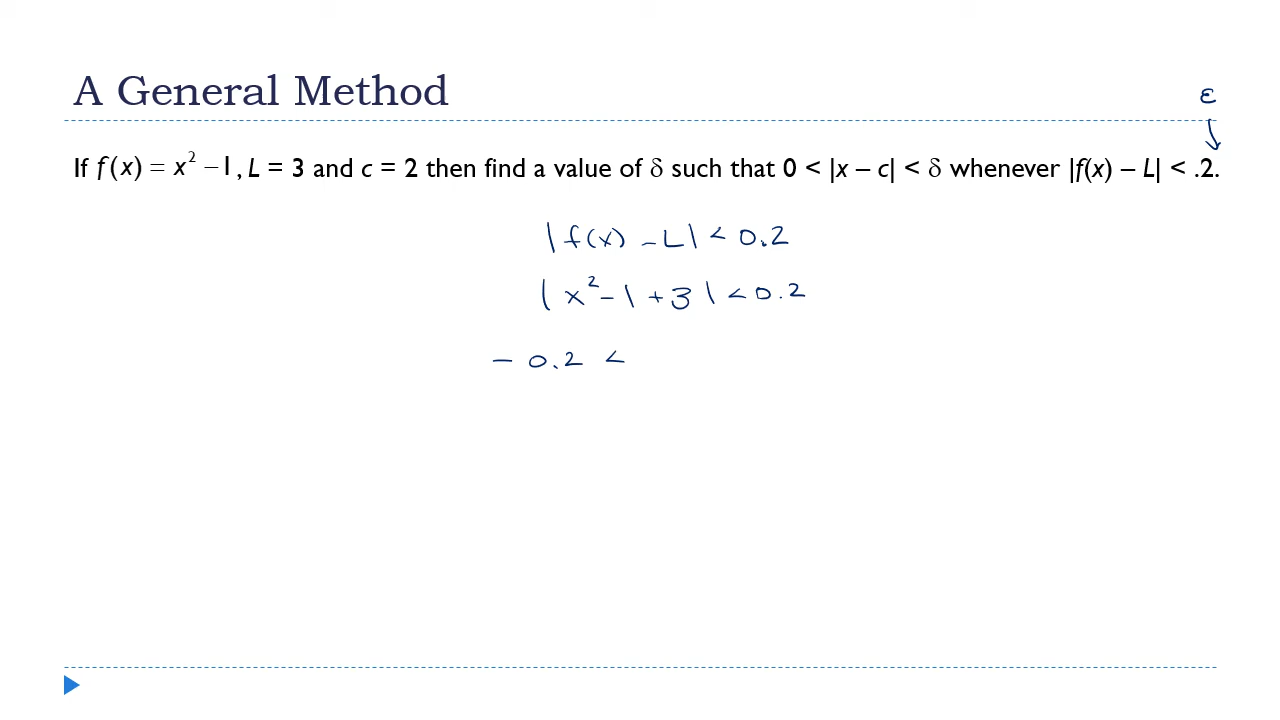 A General Method
ε
If f(x) = x² − 1, L = 3 and c = 2 then find a value of δ such that 0 < |x – c| < δ whenever |f(x) – L| < .2.
|f(x) − L| < 0.2
|x² − 1 + 3| < 0.2
− 0.2 <